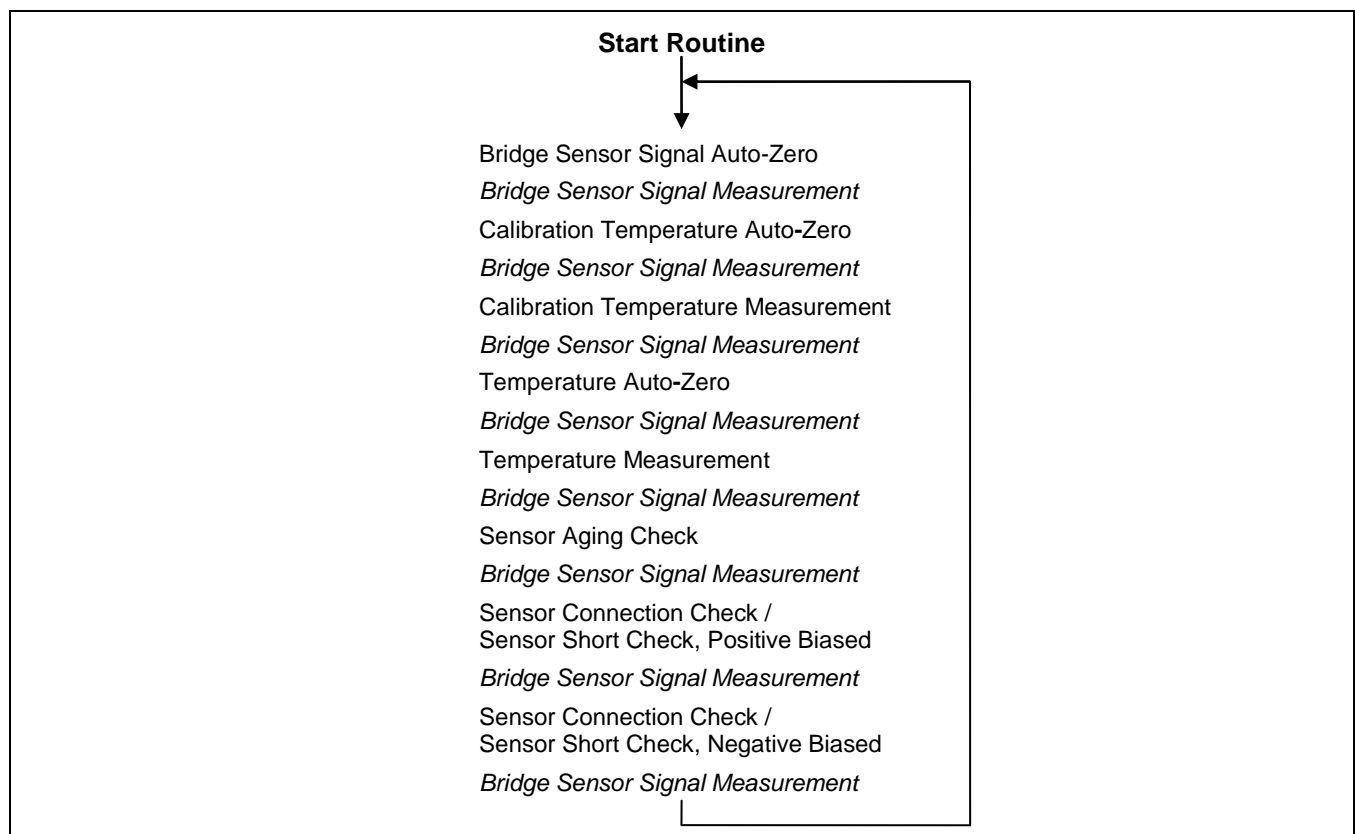 Start Routine
Bridge Sensor Signal Auto-Zero
Bridge Sensor Signal Measurement
Calibration Temperature Auto-Zero
Bridge Sensor Signal Measurement
Calibration Temperature Measurement
Bridge Sensor Signal Measurement
Temperature Auto-Zero
Bridge Sensor Signal Measurement
Temperature Measurement
Bridge Sensor Signal Measurement
Sensor Aging Check
Bridge Sensor Signal Measurement
Sensor Connection Check /
Sensor Short Check, Positive Biased
Bridge Sensor Signal Measurement
Sensor Connection Check /
Sensor Short Check, Negative Biased
Bridge Sensor Signal Measurement